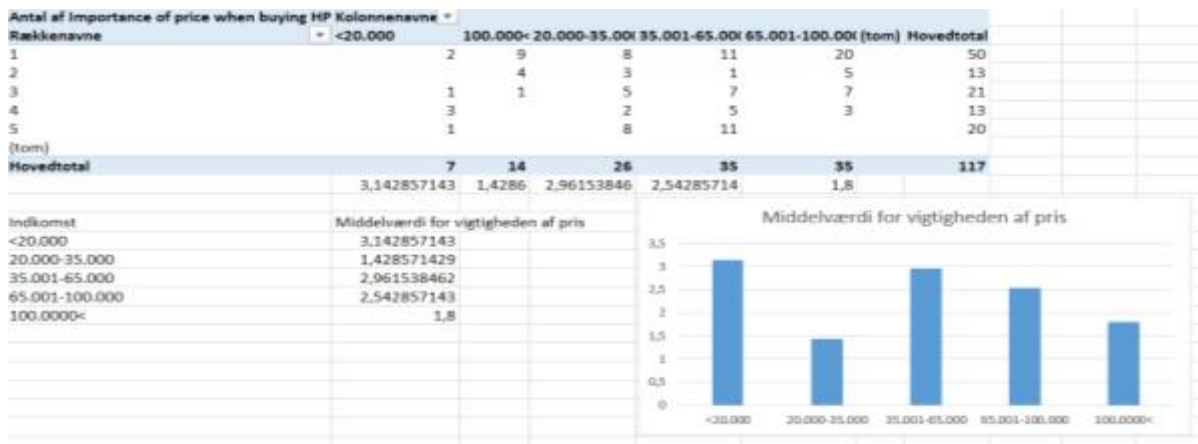 Antal af Importance of price when buying HP Kolonnenavne
Rækkenavne <20.000 100.000< 20.000-35.00( 35.001-65.00( 65.001-100.00( (tom) Hovedtotal
1 2 9 8 11 20 50
2 4 3 1 5 13
3 1 1 5 7 7 21
4 3 2 5 3 13
5 1 8 11 20
(tom)
Hovedtotal 7 14 26 35 35 117
3,142857143 1,4286 2,96153846 2,54285714 1,8
Indkomst Middelværdi for vigtigheden af pris
<20.000 3,142857143
20.000-35.000 1,428571429
35.001-65.000 2,961538462
65.001-100.000 2,542857143
100.0000< 1,8
Middelværdi for vigtigheden af pris
3,5
3
2,5
2
1,5
1
0,5
0
<20.000 20.000-35.000 35.001-65.000 65.001-100.000 100.0000<